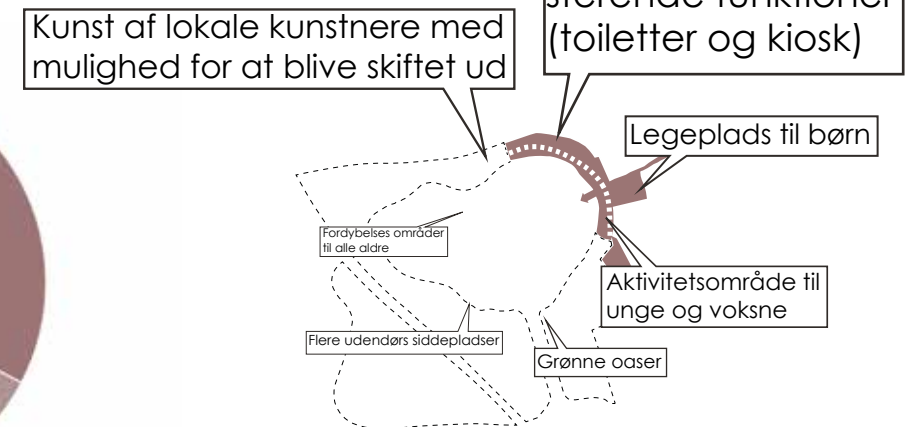 (toiletter og kiosk)
Kunst af lokale kunstnere med
mulighed for at blive skiftet ud
Legeplads til børn
Fordybelses områder
til alle aldre
Aktivitetsområde til
unge og voksne
Flere udendørs siddepladser
Grønne oaser